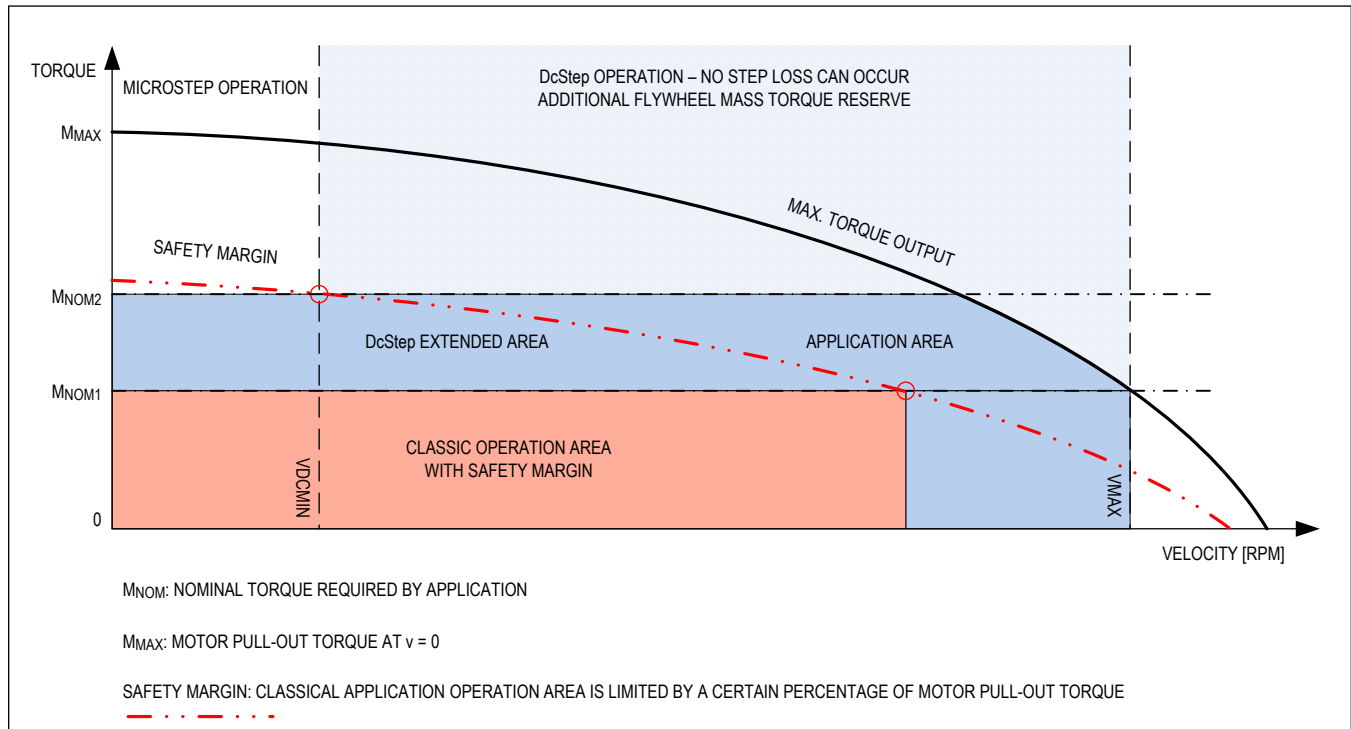 TORQUE
MICROSTEP OPERATION
DcStep OPERATION – NO STEP LOSS CAN OCCUR
ADDITIONAL FLYWHEEL MASS TORQUE RESERVE
MMAX
MAX. TORQUE OUTPUT
SAFETY MARGIN
MNOM2
DcStep EXTENDED AREA
APPLICATION AREA
MNOM1
CLASSIC OPERATION AREA
WITH SAFETY MARGIN
VDCMIN
VMAX
0
VELOCITY [RPM]
MNOM: NOMINAL TORQUE REQUIRED BY APPLICATION
MMAX: MOTOR PULL-OUT TORQUE AT v = 0
SAFETY MARGIN: CLASSICAL APPLICATION OPERATION AREA IS LIMITED BY A CERTAIN PERCENTAGE OF MOTOR PULL-OUT TORQUE